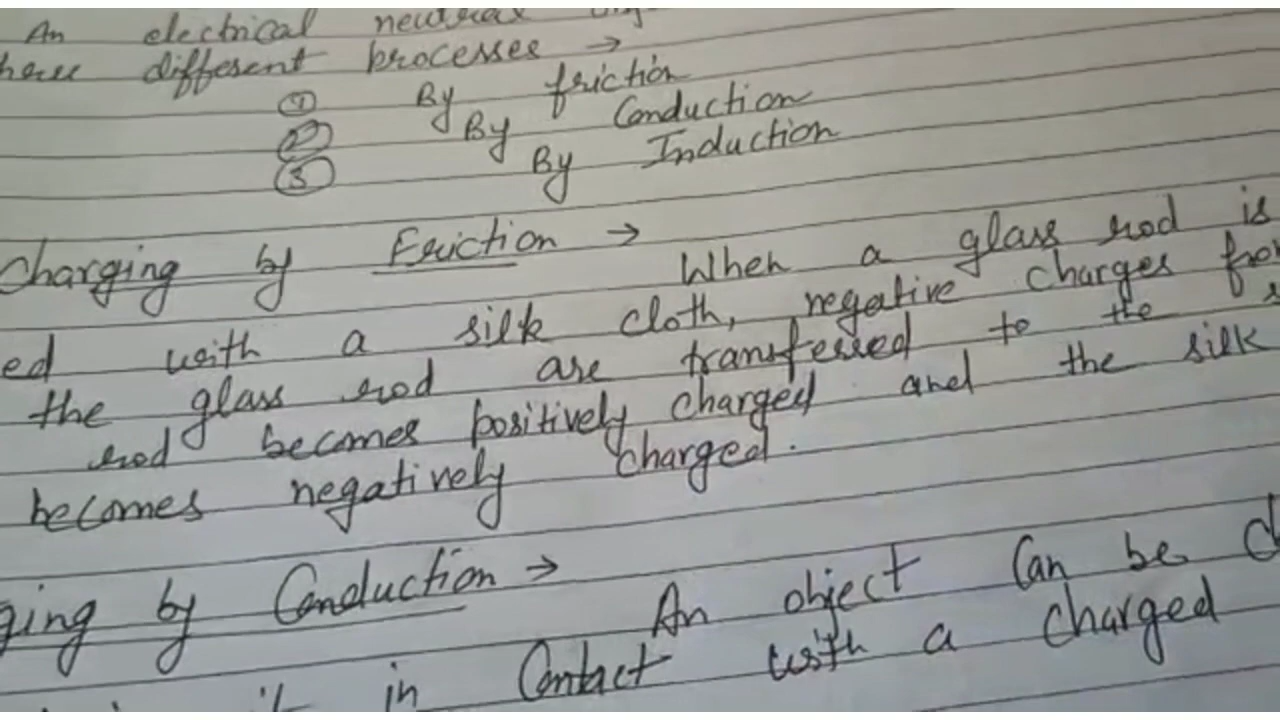 An electrical neutral
different processes →
① By friction
② By Conduction
③ By Induction
Charging by Friction → When a glass rod is
ed with a silk cloth, negative charges from
the glass rod are transferred to the
rod becomes positively charged and the silk
becomes negatively charged.
ging by Conduction → An object can be
in Contact with a charged